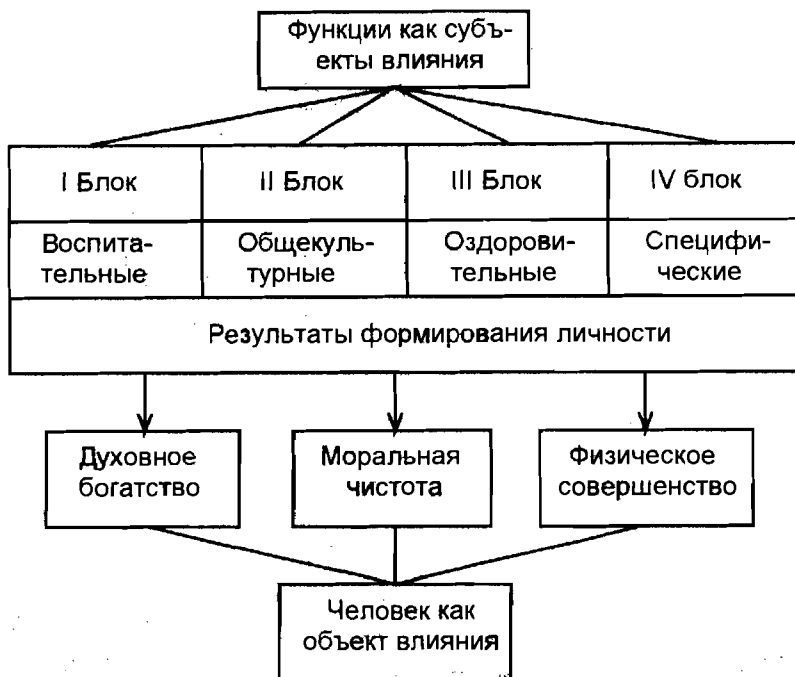 Функции как субъ-
екты влияния
I Блок
II Блок
III Блок
IV блок
Воспита-
тельные
Общекуль-
турные
Оздорови-
тельные
Специфи-
ческие
Результаты формирования личности
Духовное
богатство
Моральная
чистота
Физическое
совершенство
Человек как
объект влияния